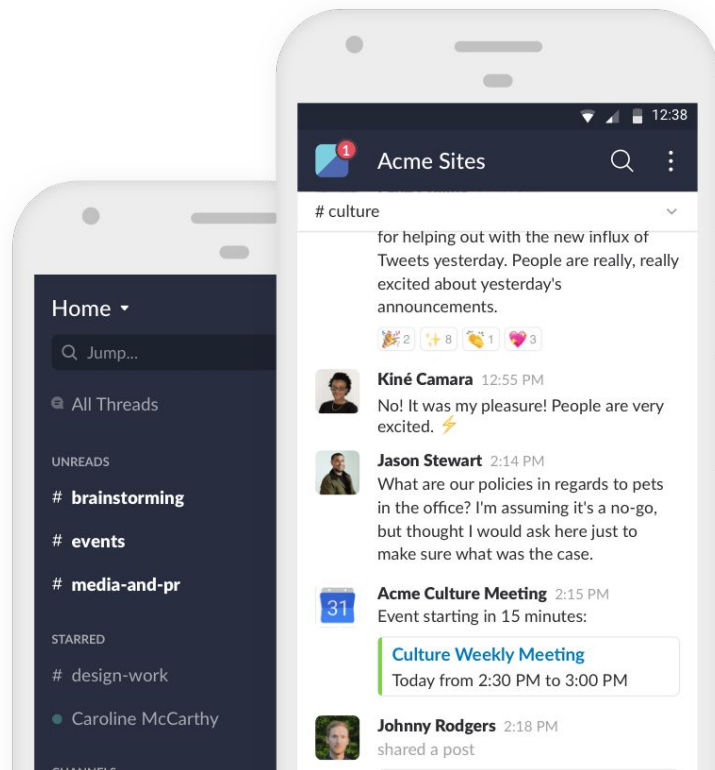 Home
Jump...
All Threads
UNREADS
# brainstorming
# events
# media-and-pr
STARRED
# design-work
Caroline McCarthy
CHANNELS
12:38
1
Acme Sites
# culture
for helping out with the new influx of
Tweets yesterday. People are really, really
excited about yesterday's
announcements.
2 8 1 3
Kiné Camara 12:55 PM
No! It was my pleasure! People are very
excited.
Jason Stewart 2:14 PM
What are our policies in regards to pets
in the office? I'm assuming it's a no-go,
but thought I would ask here just to
make sure what was the case.
31
Acme Culture Meeting 2:15 PM
Event starting in 15 minutes:
Culture Weekly Meeting
Today from 2:30 PM to 3:00 PM
Johnny Rodgers 2:18 PM
shared a post